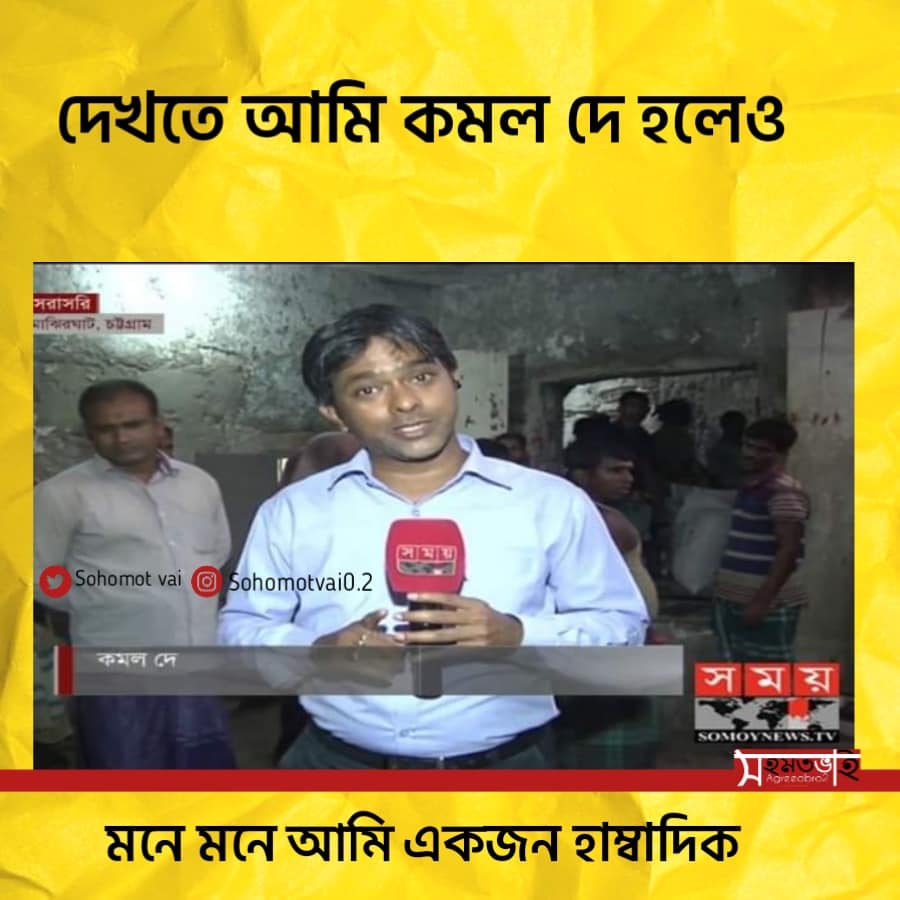 দেখতে আমি কমল দে হলেও
সরাসরি
মাঝিরঘাট, চট্টগ্রাম
সময়
Sohomot vai Sohomotvai0.2
কমল দে
সময়
SOMOYNEWS.TV
সহমতভাই
Agreeobro2
মনে মনে আমি একজন হাম্বাদিক